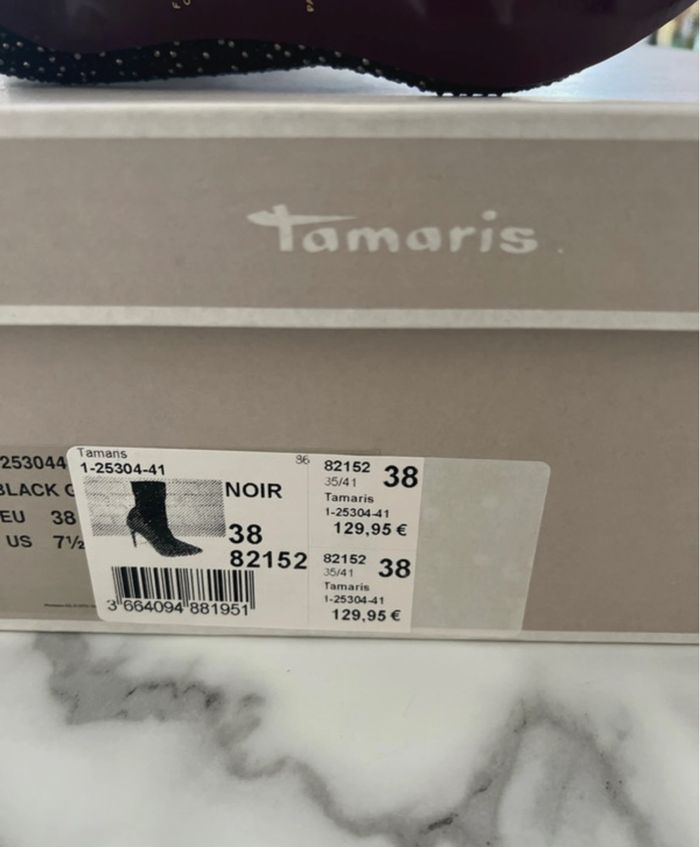 Tamaris
253044
BLACK G
EU 38
US 7½
Tamaris
1-25304-41
NOIR
38
82152
3 664094 881951
36
82152 38
35/41
Tamaris
1-25304-41
129,95 €
82152 38
35/41
Tamaris
1-25304-41
129,95 €